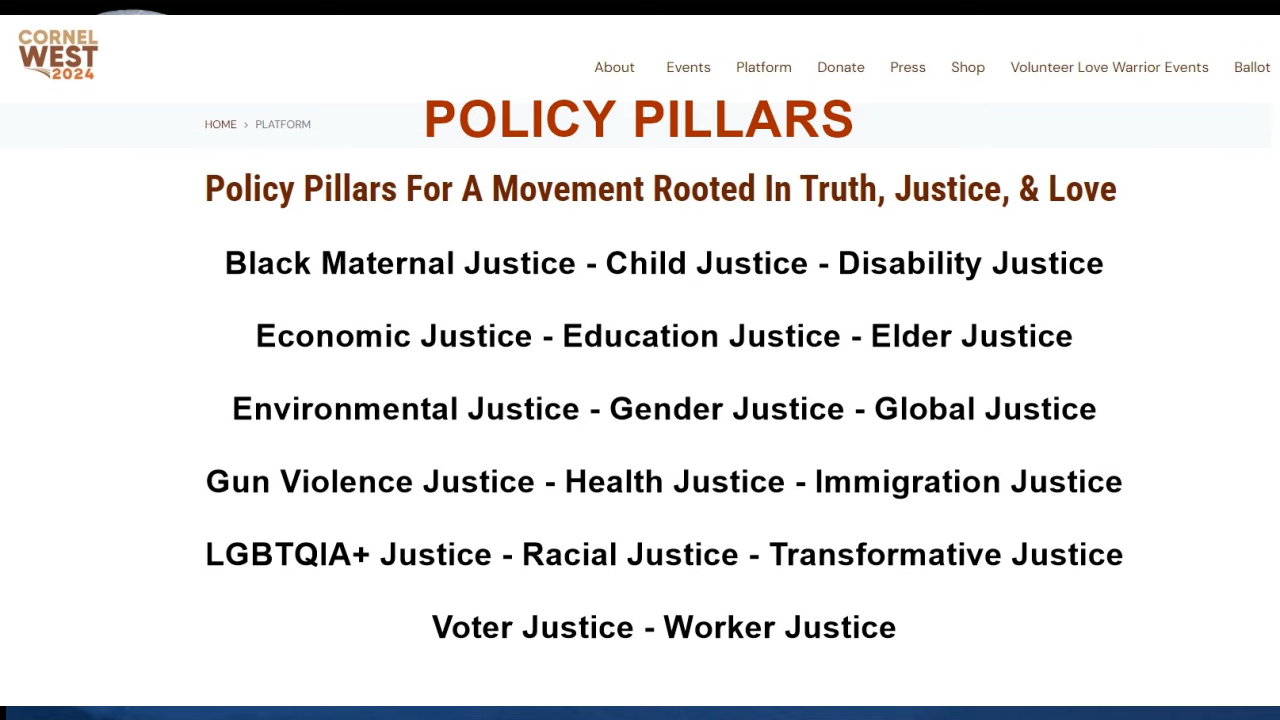 CORNEL
WEST
2024
About Events Platform Donate Press Shop Volunteer Love Warrior Events Ballot
HOME > PLATFORM
POLICY PILLARS
Policy Pillars For A Movement Rooted In Truth, Justice, & Love
Black Maternal Justice - Child Justice - Disability Justice
Economic Justice - Education Justice - Elder Justice
Environmental Justice - Gender Justice - Global Justice
Gun Violence Justice - Health Justice - Immigration Justice
LGBTQIA+ Justice - Racial Justice - Transformative Justice
Voter Justice - Worker Justice